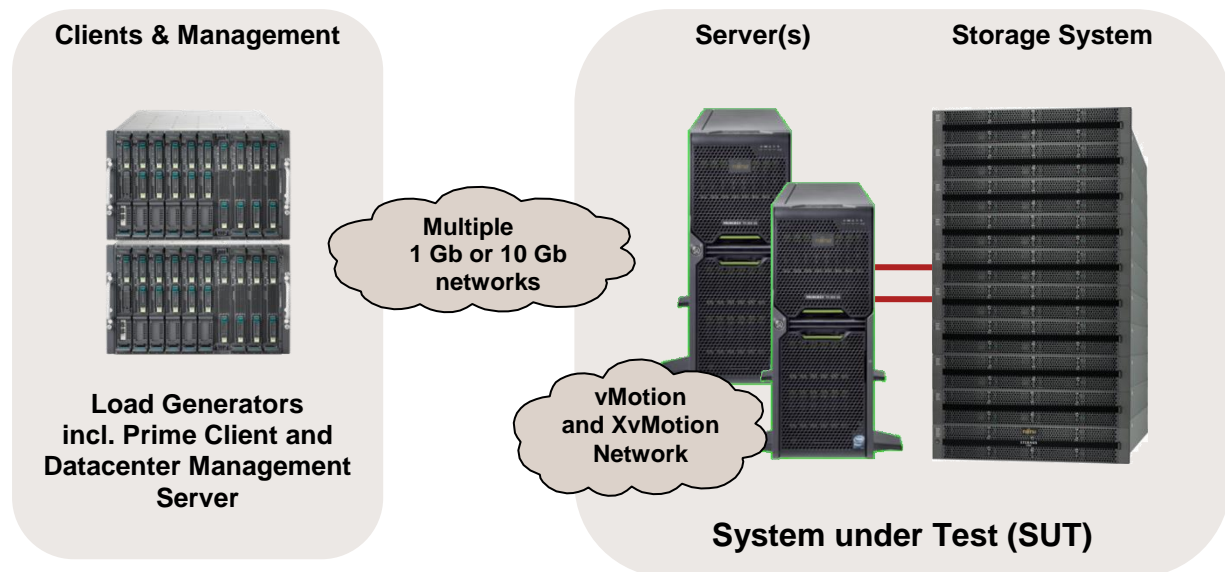 Clients & Management
Load Generators
incl. Prime Client and
Datacenter Management
Server
Multiple
1 Gb or 10 Gb
networks
Server(s)
Storage System
vMotion
and XvMotion
Network
System under Test (SUT)